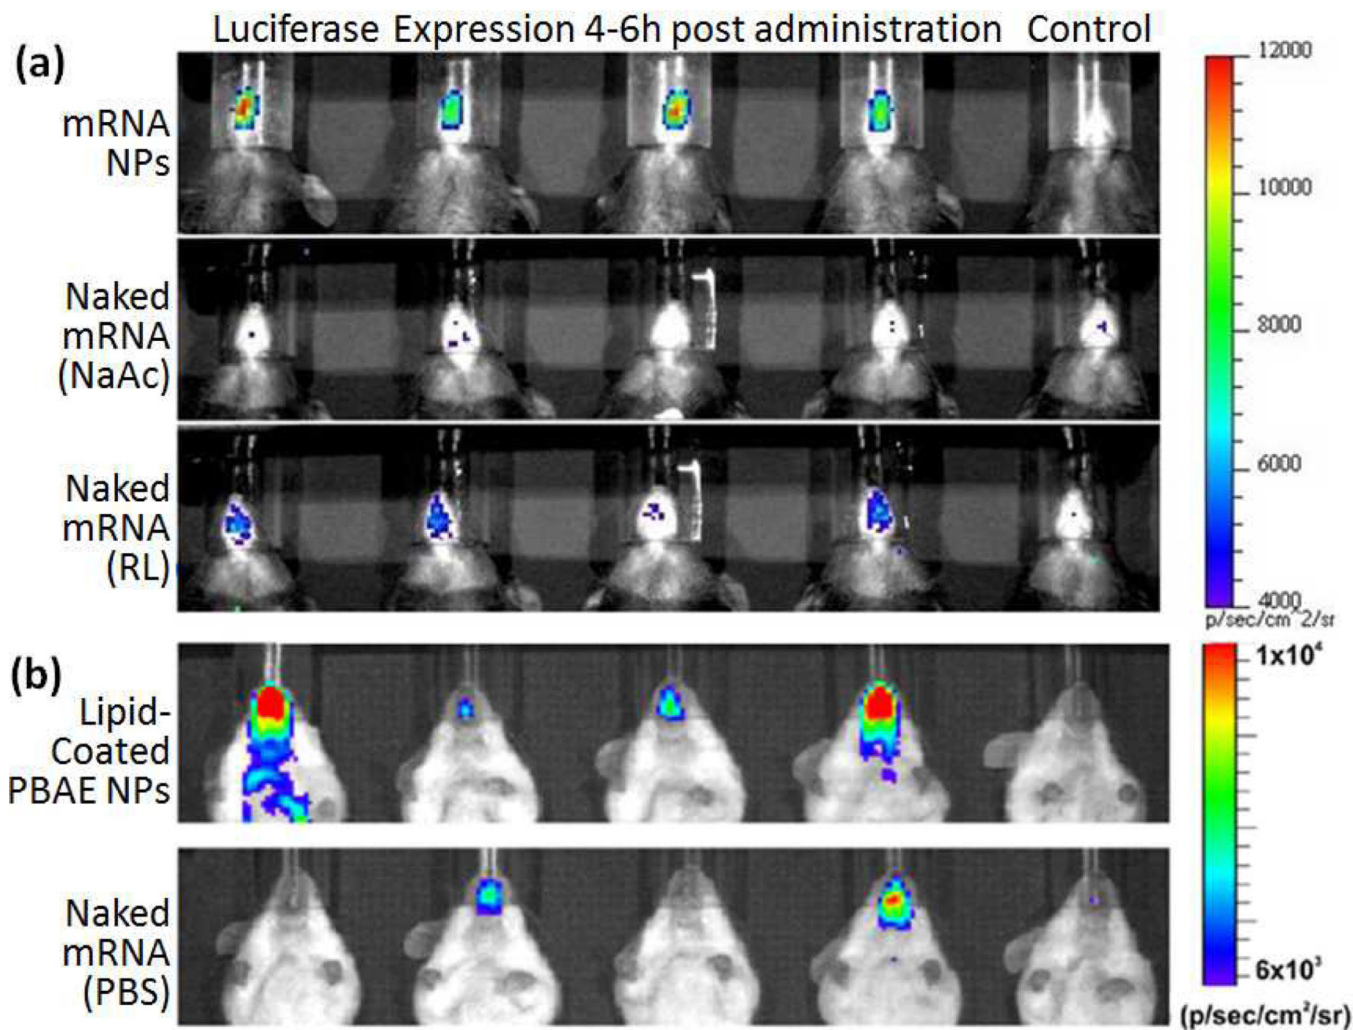 Luciferase Expression 4-6h post administration Control
(a)
mRNA
NPs
Naked
mRNA
(NaAc)
Naked
mRNA
(RL)
12000
10000
8000
6000
4000
p/sec/cm^2/sr
(b)
Lipid-
Coated
PBAE NPs
Naked
mRNA
(PBS)
1x10⁴
6x10³
(p/sec/cm²/sr)